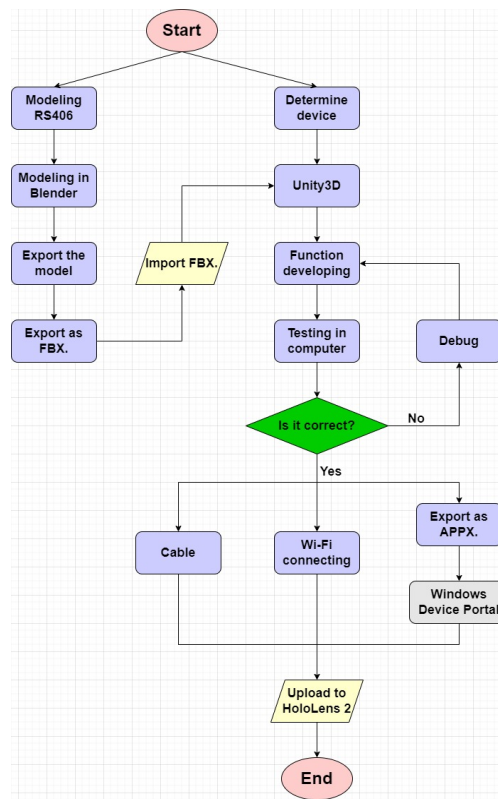 Start
Modeling
RS406
Determine
device
Modeling in
Blender
Unity3D
Export the
model
Import FBX.
Function
developing
Export as
FBX.
Testing in
computer
Debug
Is it correct?
No
Yes
Cable
Wi-Fi
connecting
Export as
APPX.
Windows
Device Portal
Upload to
HoloLens 2
End